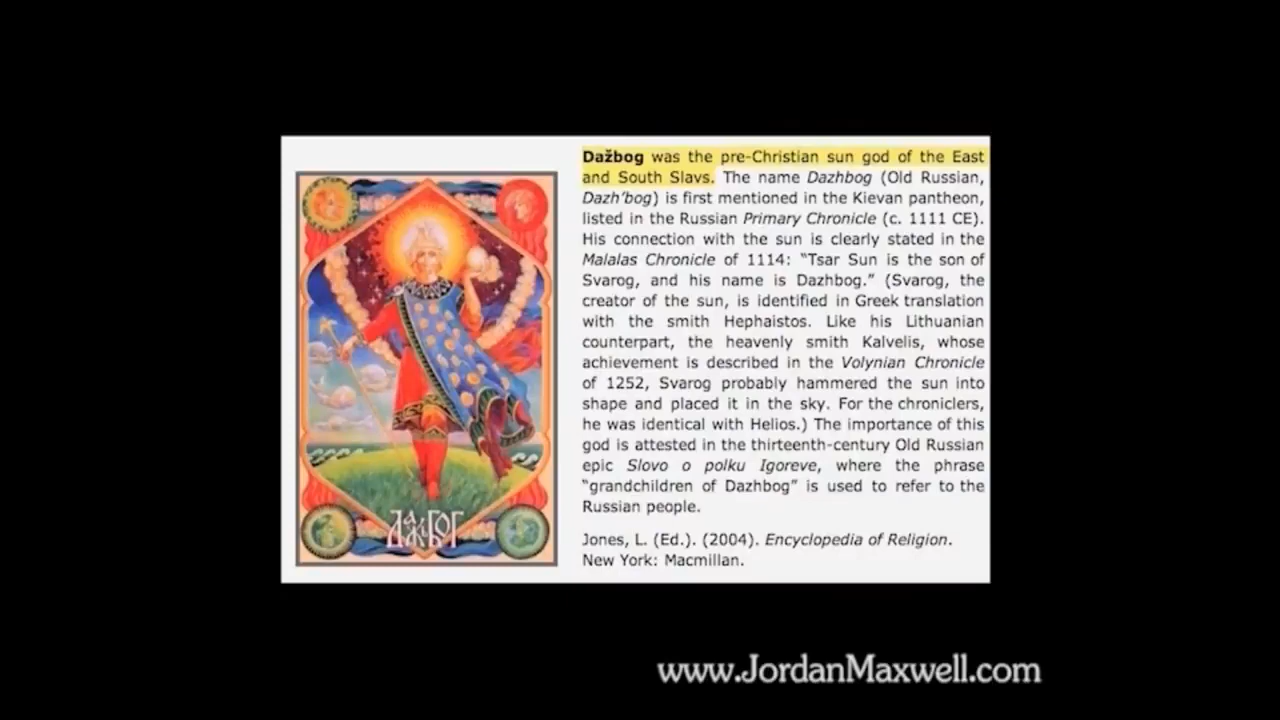 Dažbog was the pre-Christian sun god of the East
and South Slavs. The name Dazhbog (Old Russian,
Dazh’bog) is first mentioned in the Kievan pantheon,
listed in the Russian Primary Chronicle (c. 1111 CE).
His connection with the sun is clearly stated in the
Malalas Chronicle of 1114: “Tsar Sun is the son of
Svarog, and his name is Dazhbog.” (Svarog, the
creator of the sun, is identified in Greek translation
with the smith Hephaistos. Like his Lithuanian
counterpart, the heavenly smith Kalvelis, whose
achievement is described in the Volynian Chronicle
of 1252, Svarog probably hammered the sun into
shape and placed it in the sky. For the chroniclers,
he was identical with Helios.) The importance of this
god is attested in the thirteenth-century Old Russian
epic Slovo o polku Igoreve, where the phrase
“grandchildren of Dazhbog” is used to refer to the
Russian people.
Jones, L. (Ed.). (2004). Encyclopedia of Religion.
New York: Macmillan.
ДАЖЬБОГ
www.JordanMaxwell.com